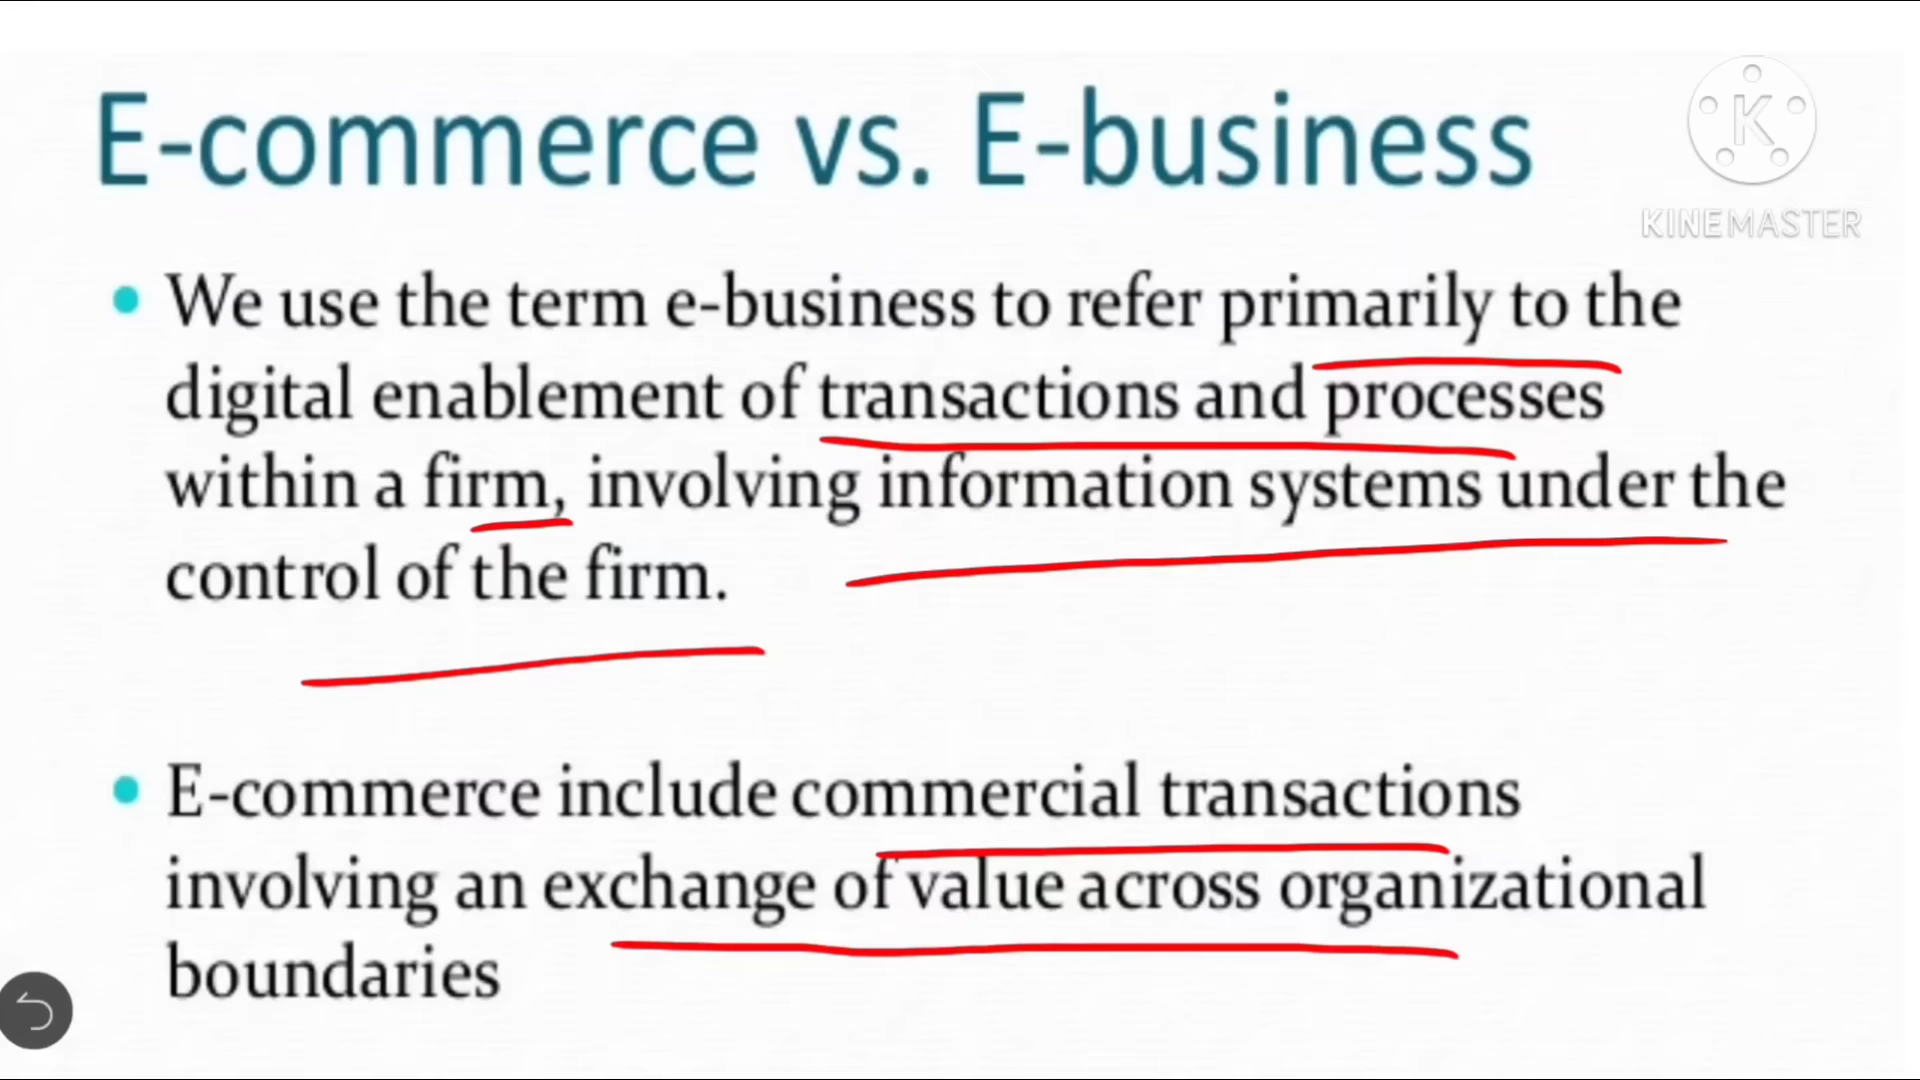 E-commerce vs. E-business
K
KINEMASTER
We use the term e-business to refer primarily to the
digital enablement of transactions and processes
within a firm, involving information systems under the
control of the firm.
E-commerce include commercial transactions
involving an exchange of value across organizational
boundaries